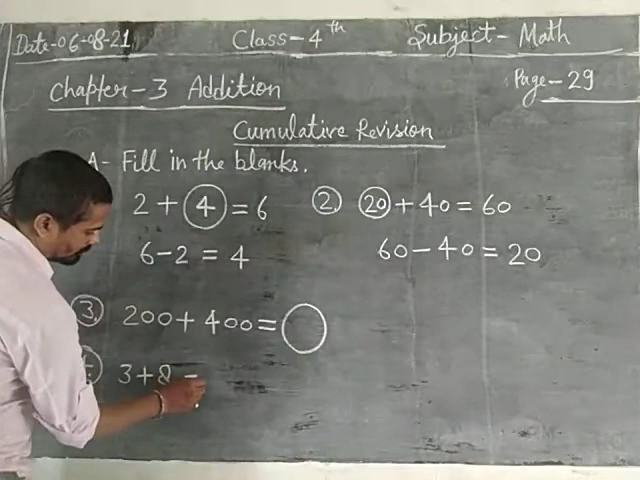 Date-06-08-21 Class-4th Subject-Math
Chapter-3 Addition Page-29
Cumulative Revision
A- Fill in the blanks.
2 + 4 = 6 2. 20 + 40 = 60
6-2 = 4 60-40 = 20
3. 200 + 400 =
3+8 =